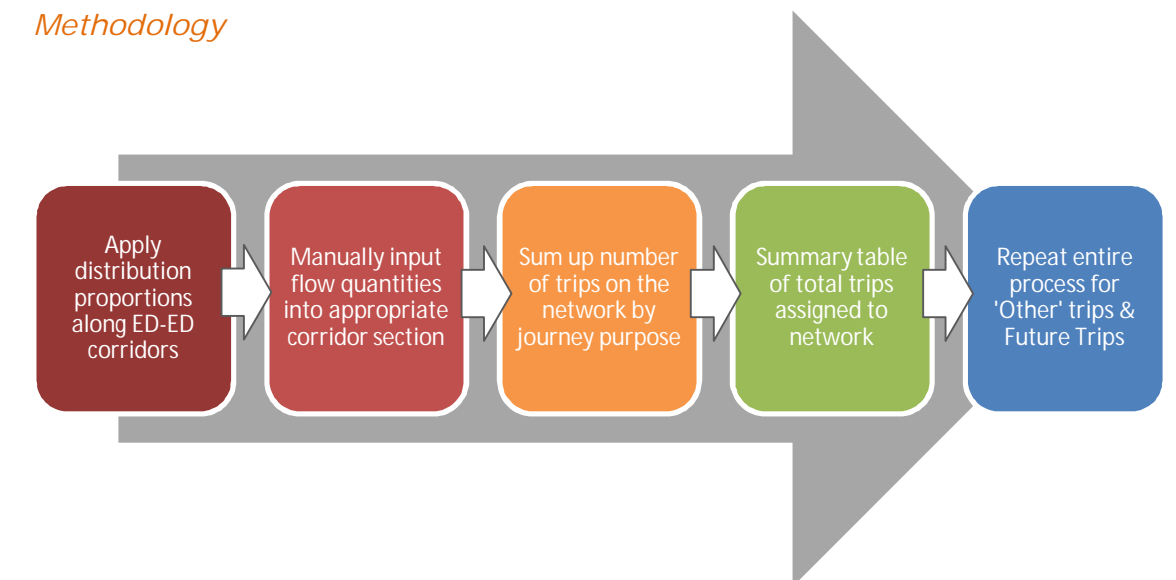 Methodology
Apply
distribution
proportions
along ED-ED
corridors
Manually input
flow quantities
into appropriate
corridor section
Sum up number
of trips on the
network by
journey purpose
Summary table
of total trips
assigned to
network
Repeat entire
process for
'Other' trips &
Future Trips